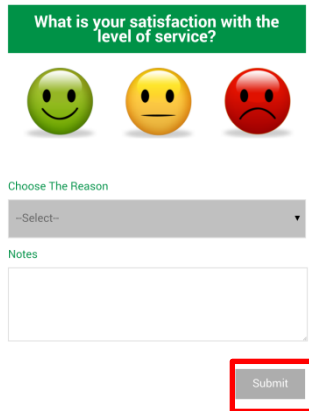 What is your satisfaction with the
level of service?
Choose The Reason
--Select--
Notes
Submit